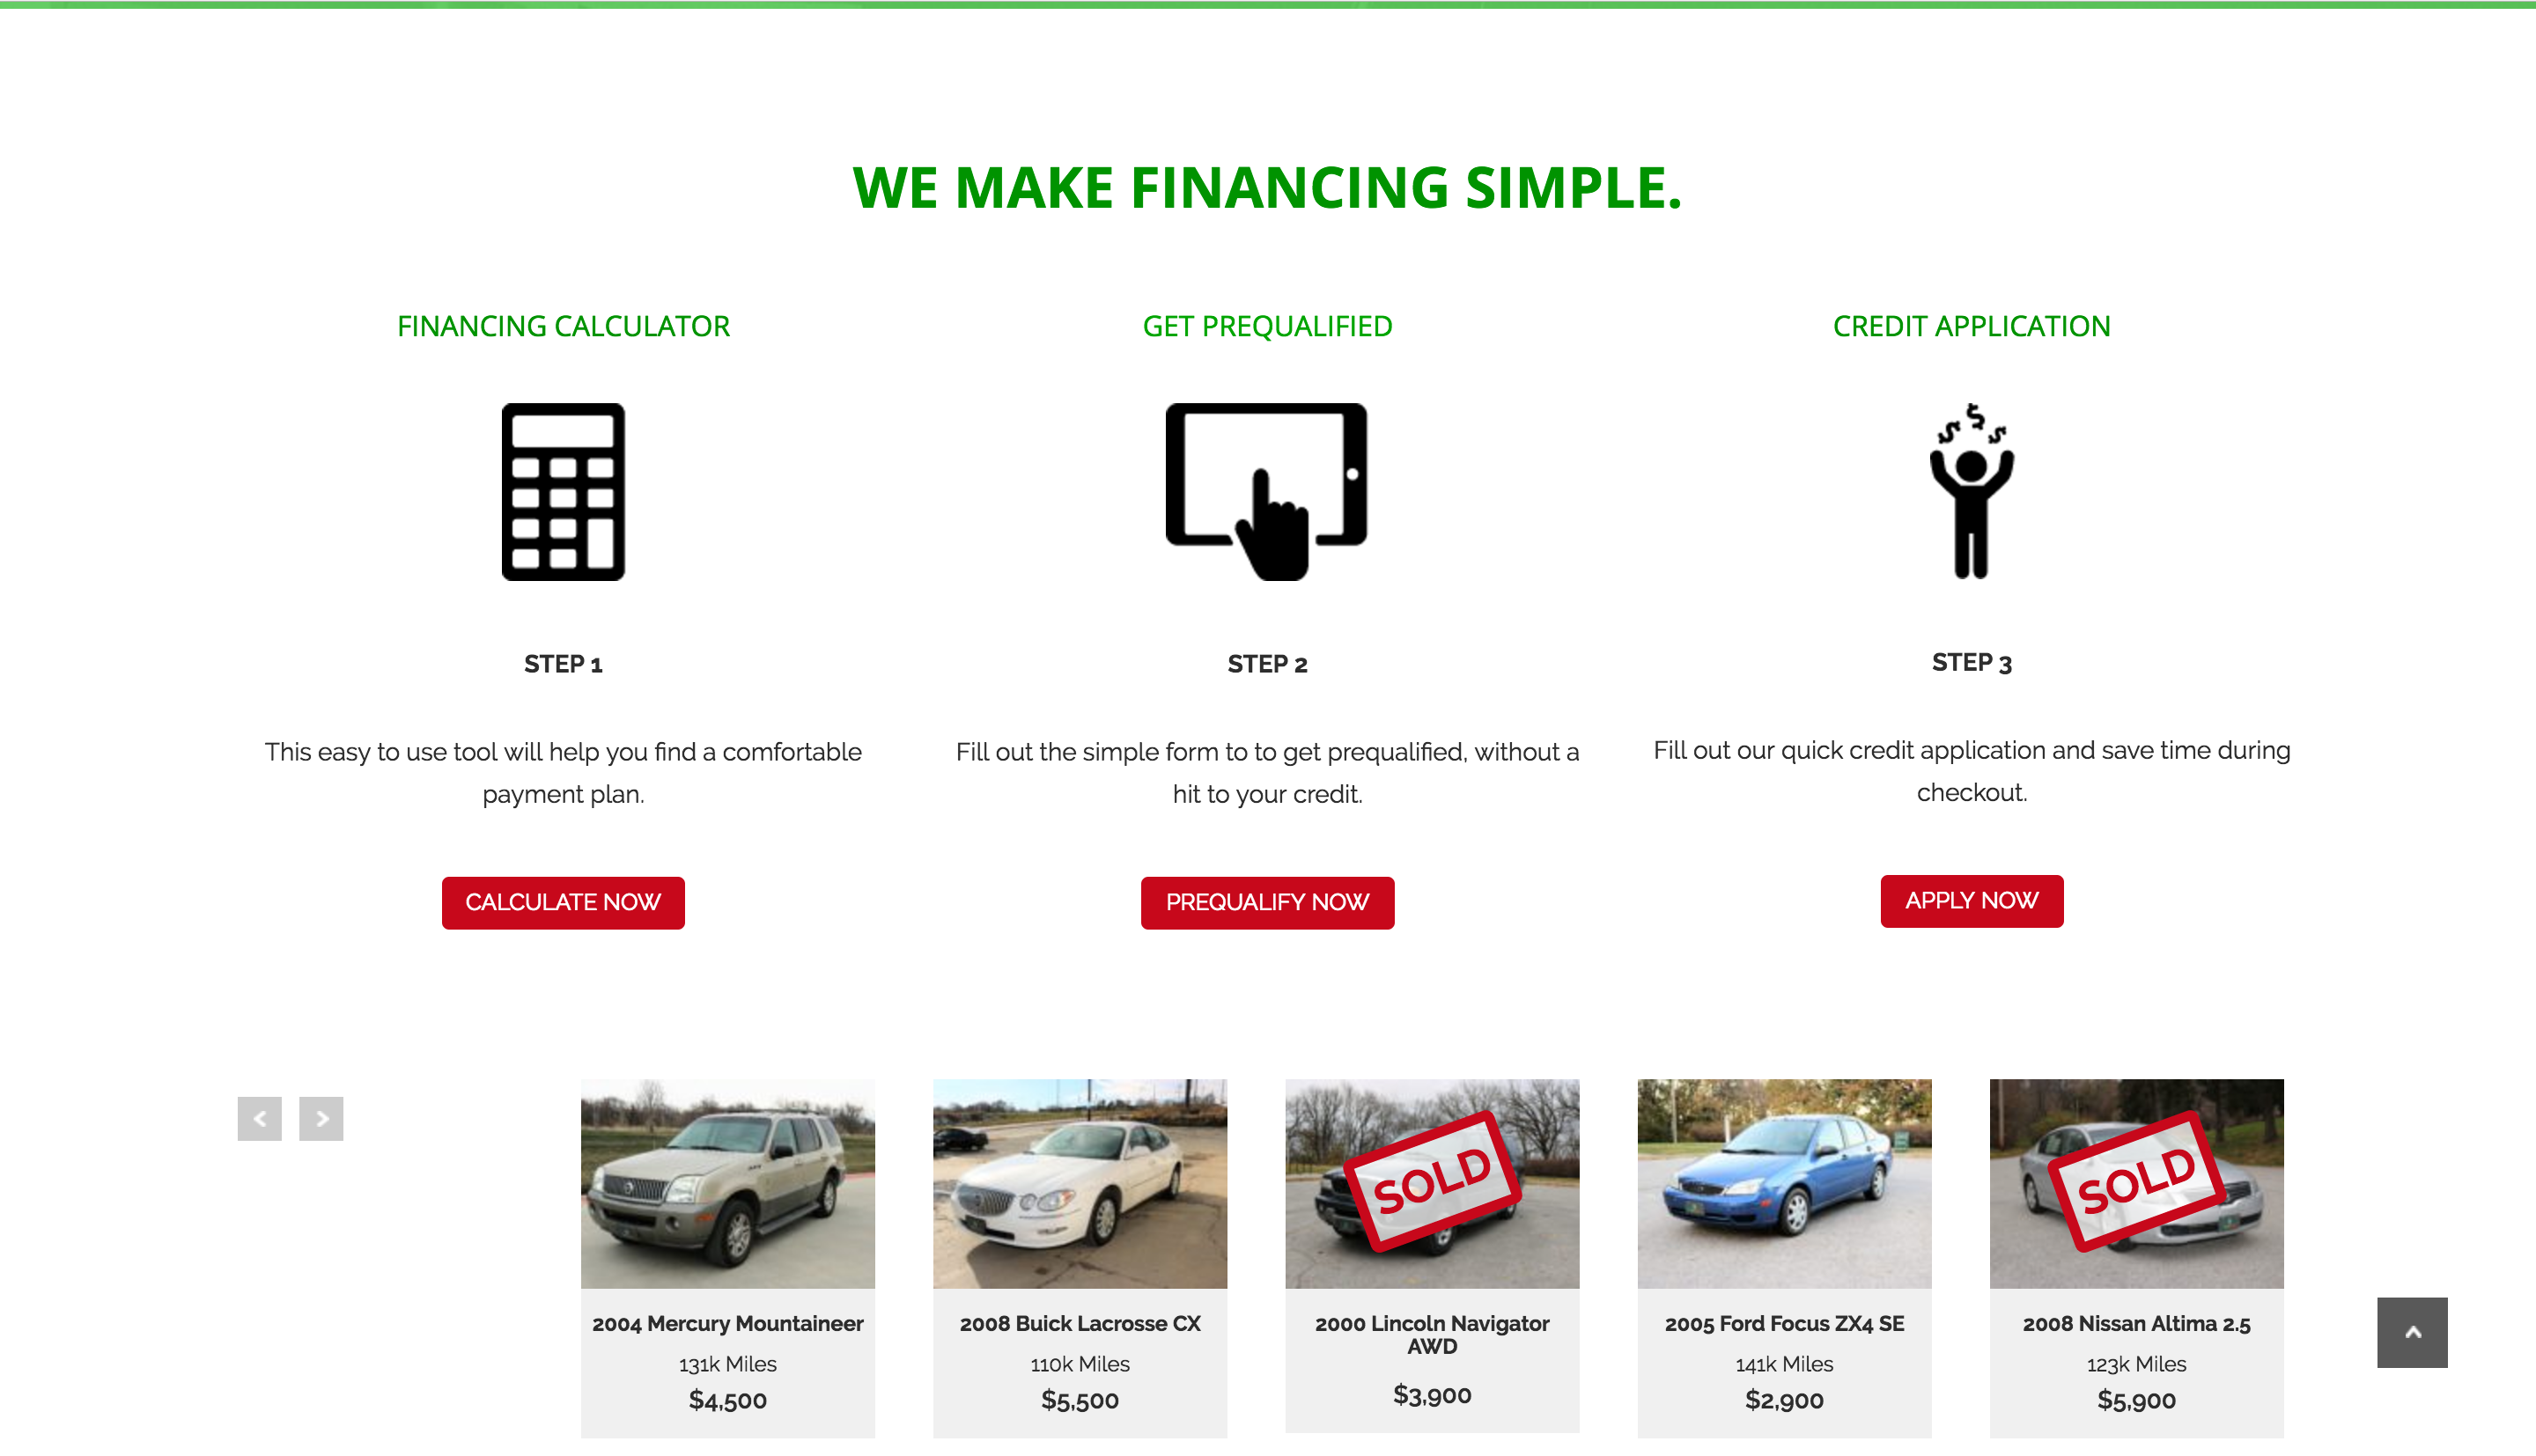 WE MAKE FINANCING SIMPLE.
FINANCING CALCULATOR
STEP 1
This easy to use tool will help you find a comfortable
payment plan.
CALCULATE NOW
GET PREQUALIFIED
STEP 2
Fill out the simple form to to get prequalified, without a
hit to your credit.
PREQUALIFY NOW
CREDIT APPLICATION
$ $ $
STEP 3
Fill out our quick credit application and save time during
checkout.
APPLY NOW
2004 Mercury Mountaineer
131k Miles
$4,500
2008 Buick Lacrosse CX
110k Miles
$5,500
SOLD
2000 Lincoln Navigator
AWD
$3,900
2005 Ford Focus ZX4 SE
141k Miles
$2,900
SOLD
2008 Nissan Altima 2.5
123k Miles
$5,900